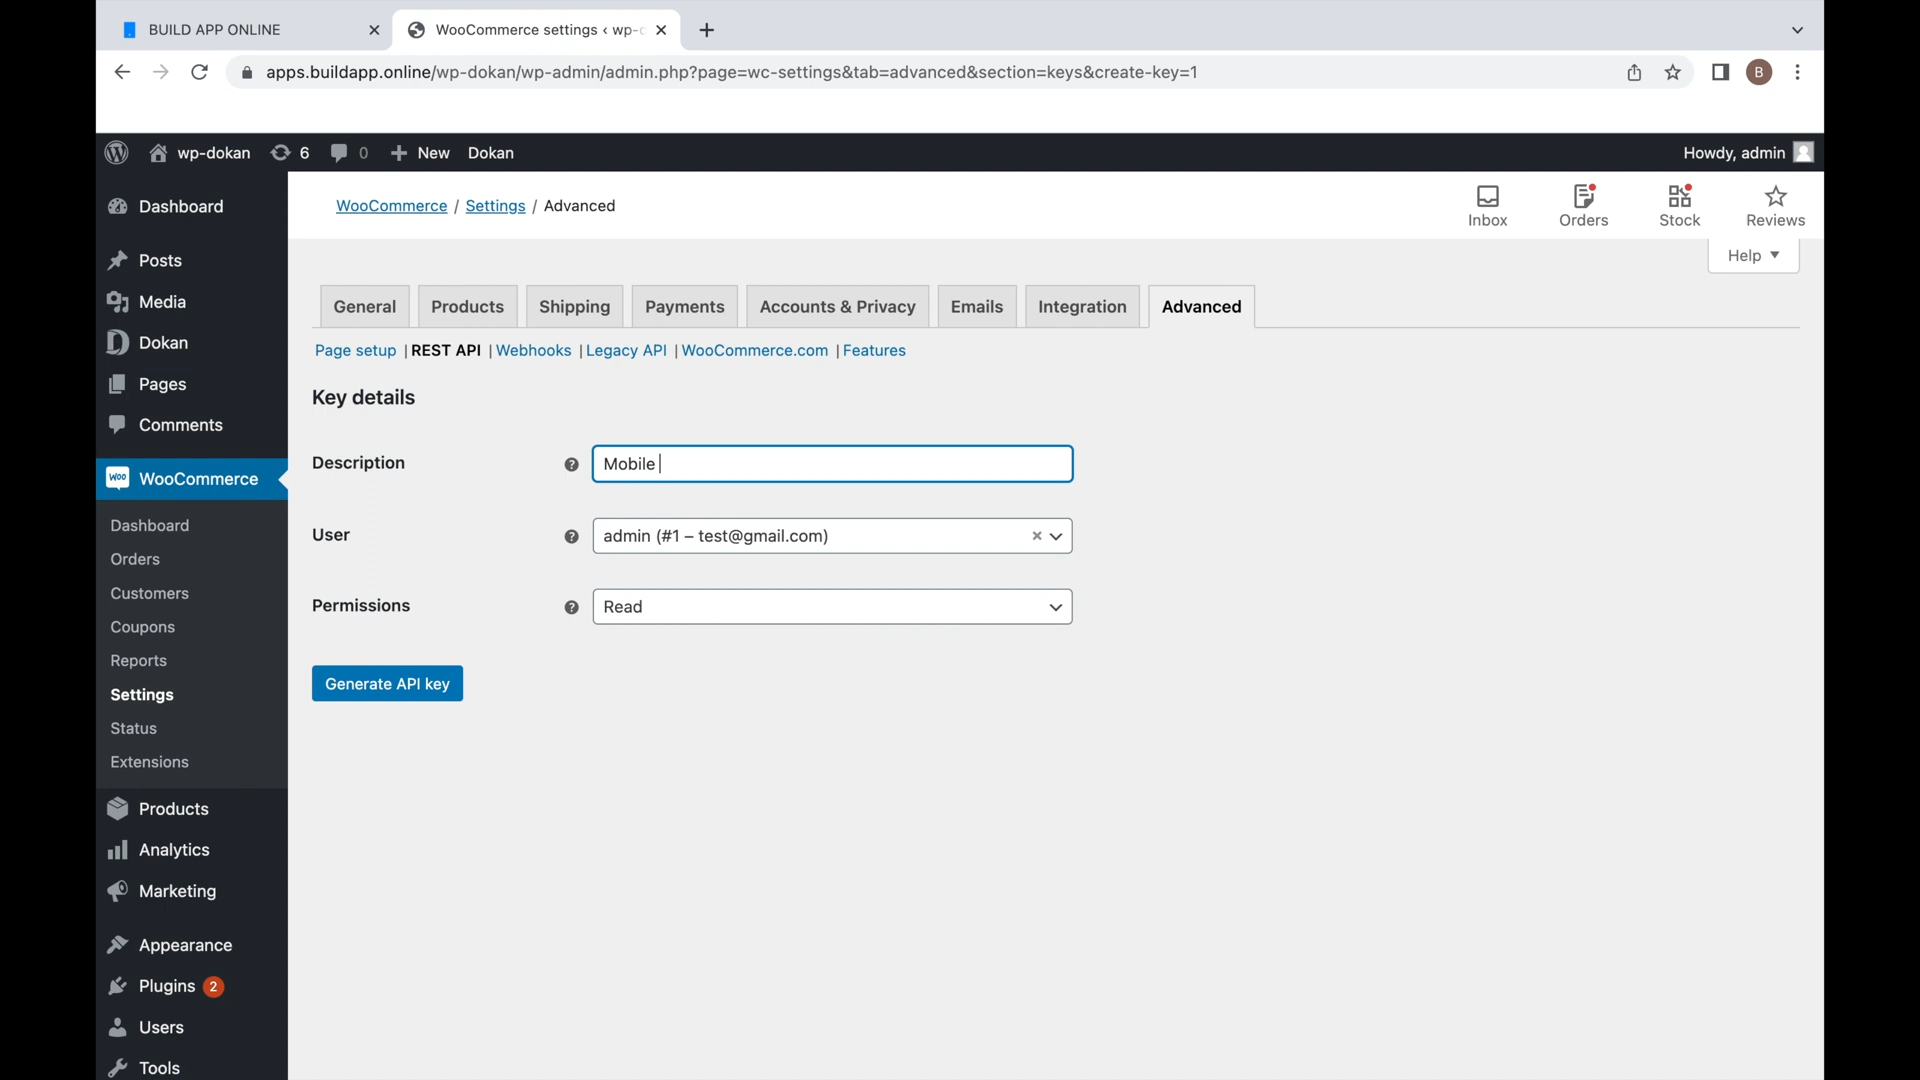 BUILD APP ONLINE
WooCommerce settings ‹ wp-
apps.buildapp.online/wp-dokan/wp-admin/admin.php?page=wc-settings&tab=advanced&section=keys&create-key=1
B
wp-dokan 6 0 New Dokan
Howdy, admin
Dashboard
Posts
Media
Dokan
Pages
Comments
Woo WooCommerce
Dashboard
Orders
Customers
Coupons
Reports
Settings
Status
Extensions
Products
Analytics
Marketing
Appearance
Plugins 2
Users
Tools
WooCommerce / Settings / Advanced
Inbox Orders Stock Reviews
Help
General Products Shipping Payments Accounts & Privacy Emails Integration Advanced
Page setup | REST API | Webhooks | Legacy API | WooCommerce.com | Features
Key details
Description ? Mobile
User ? admin (#1 – test@gmail.com) ×
Permissions ? Read
Generate API key